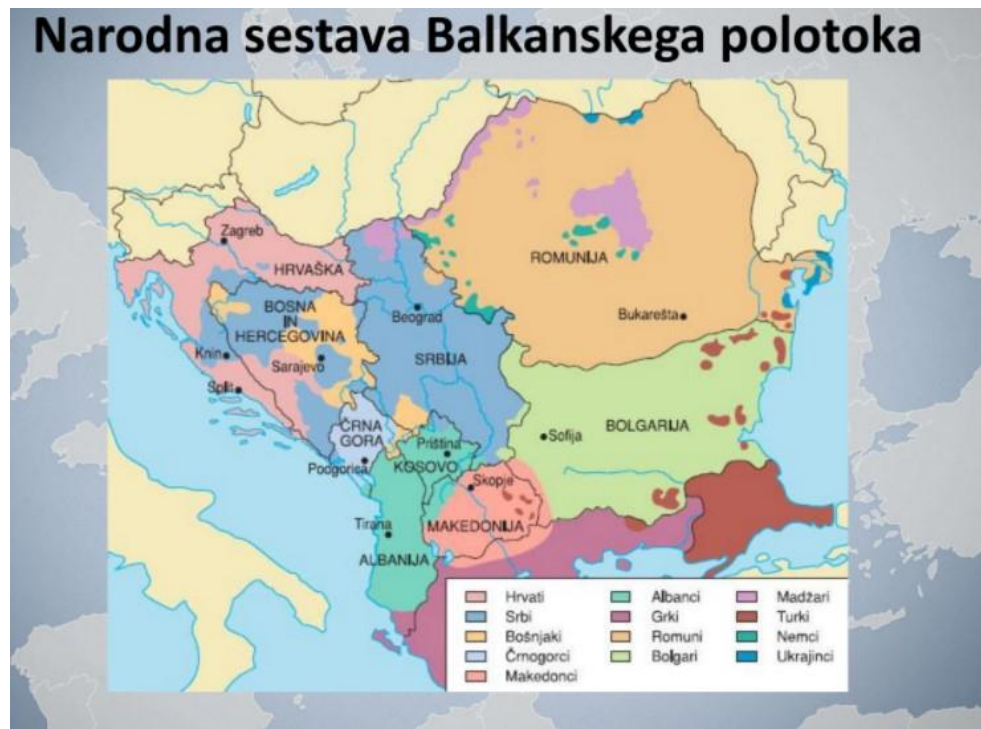 Narodna sestava Balkanskega polotoka
Zagreb
HRVAŠKA
ROMUNIJA
BOSNA
IN
HERCEGOVINA
Beograd
Bukarešta
Knin
Sarajevo
SRBIJA
Split
ČRNA
GORA
Priština
Sofija
BOLGARIJA
Podgorica
KOSOVO
Skopje
Tirana
MAKEDONIJA
ALBANIJA
Hrvati
Srbi
Bošnjaki
Črnogorci
Makedonci
Albanci
Grki
Romuni
Bolgari
Madžari
Turki
Nemci
Ukrajinci